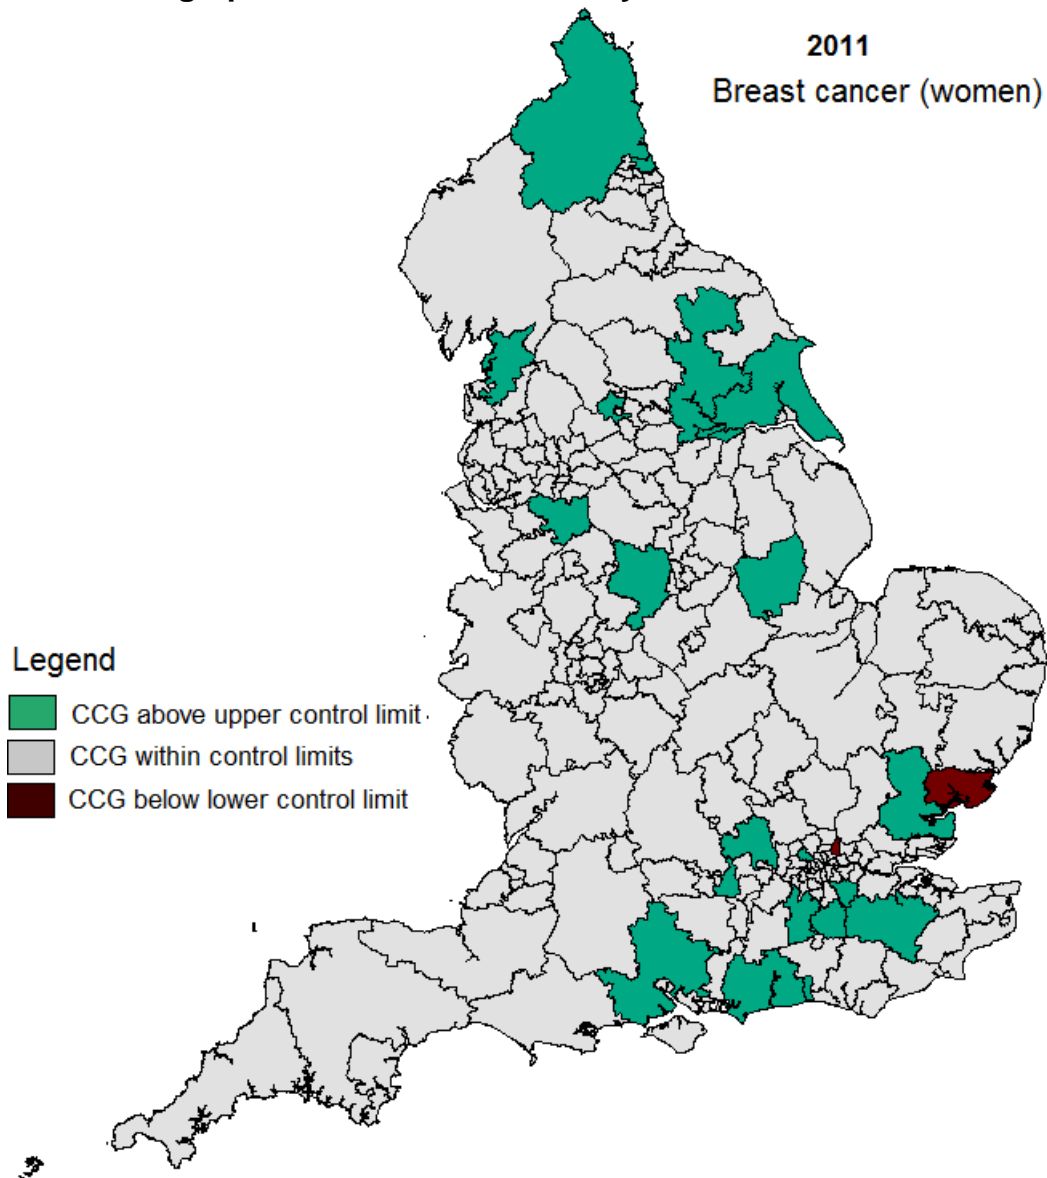 2011
Breast cancer (women)
Legend
CCG above upper control limit
CCG within control limits
CCG below lower control limit